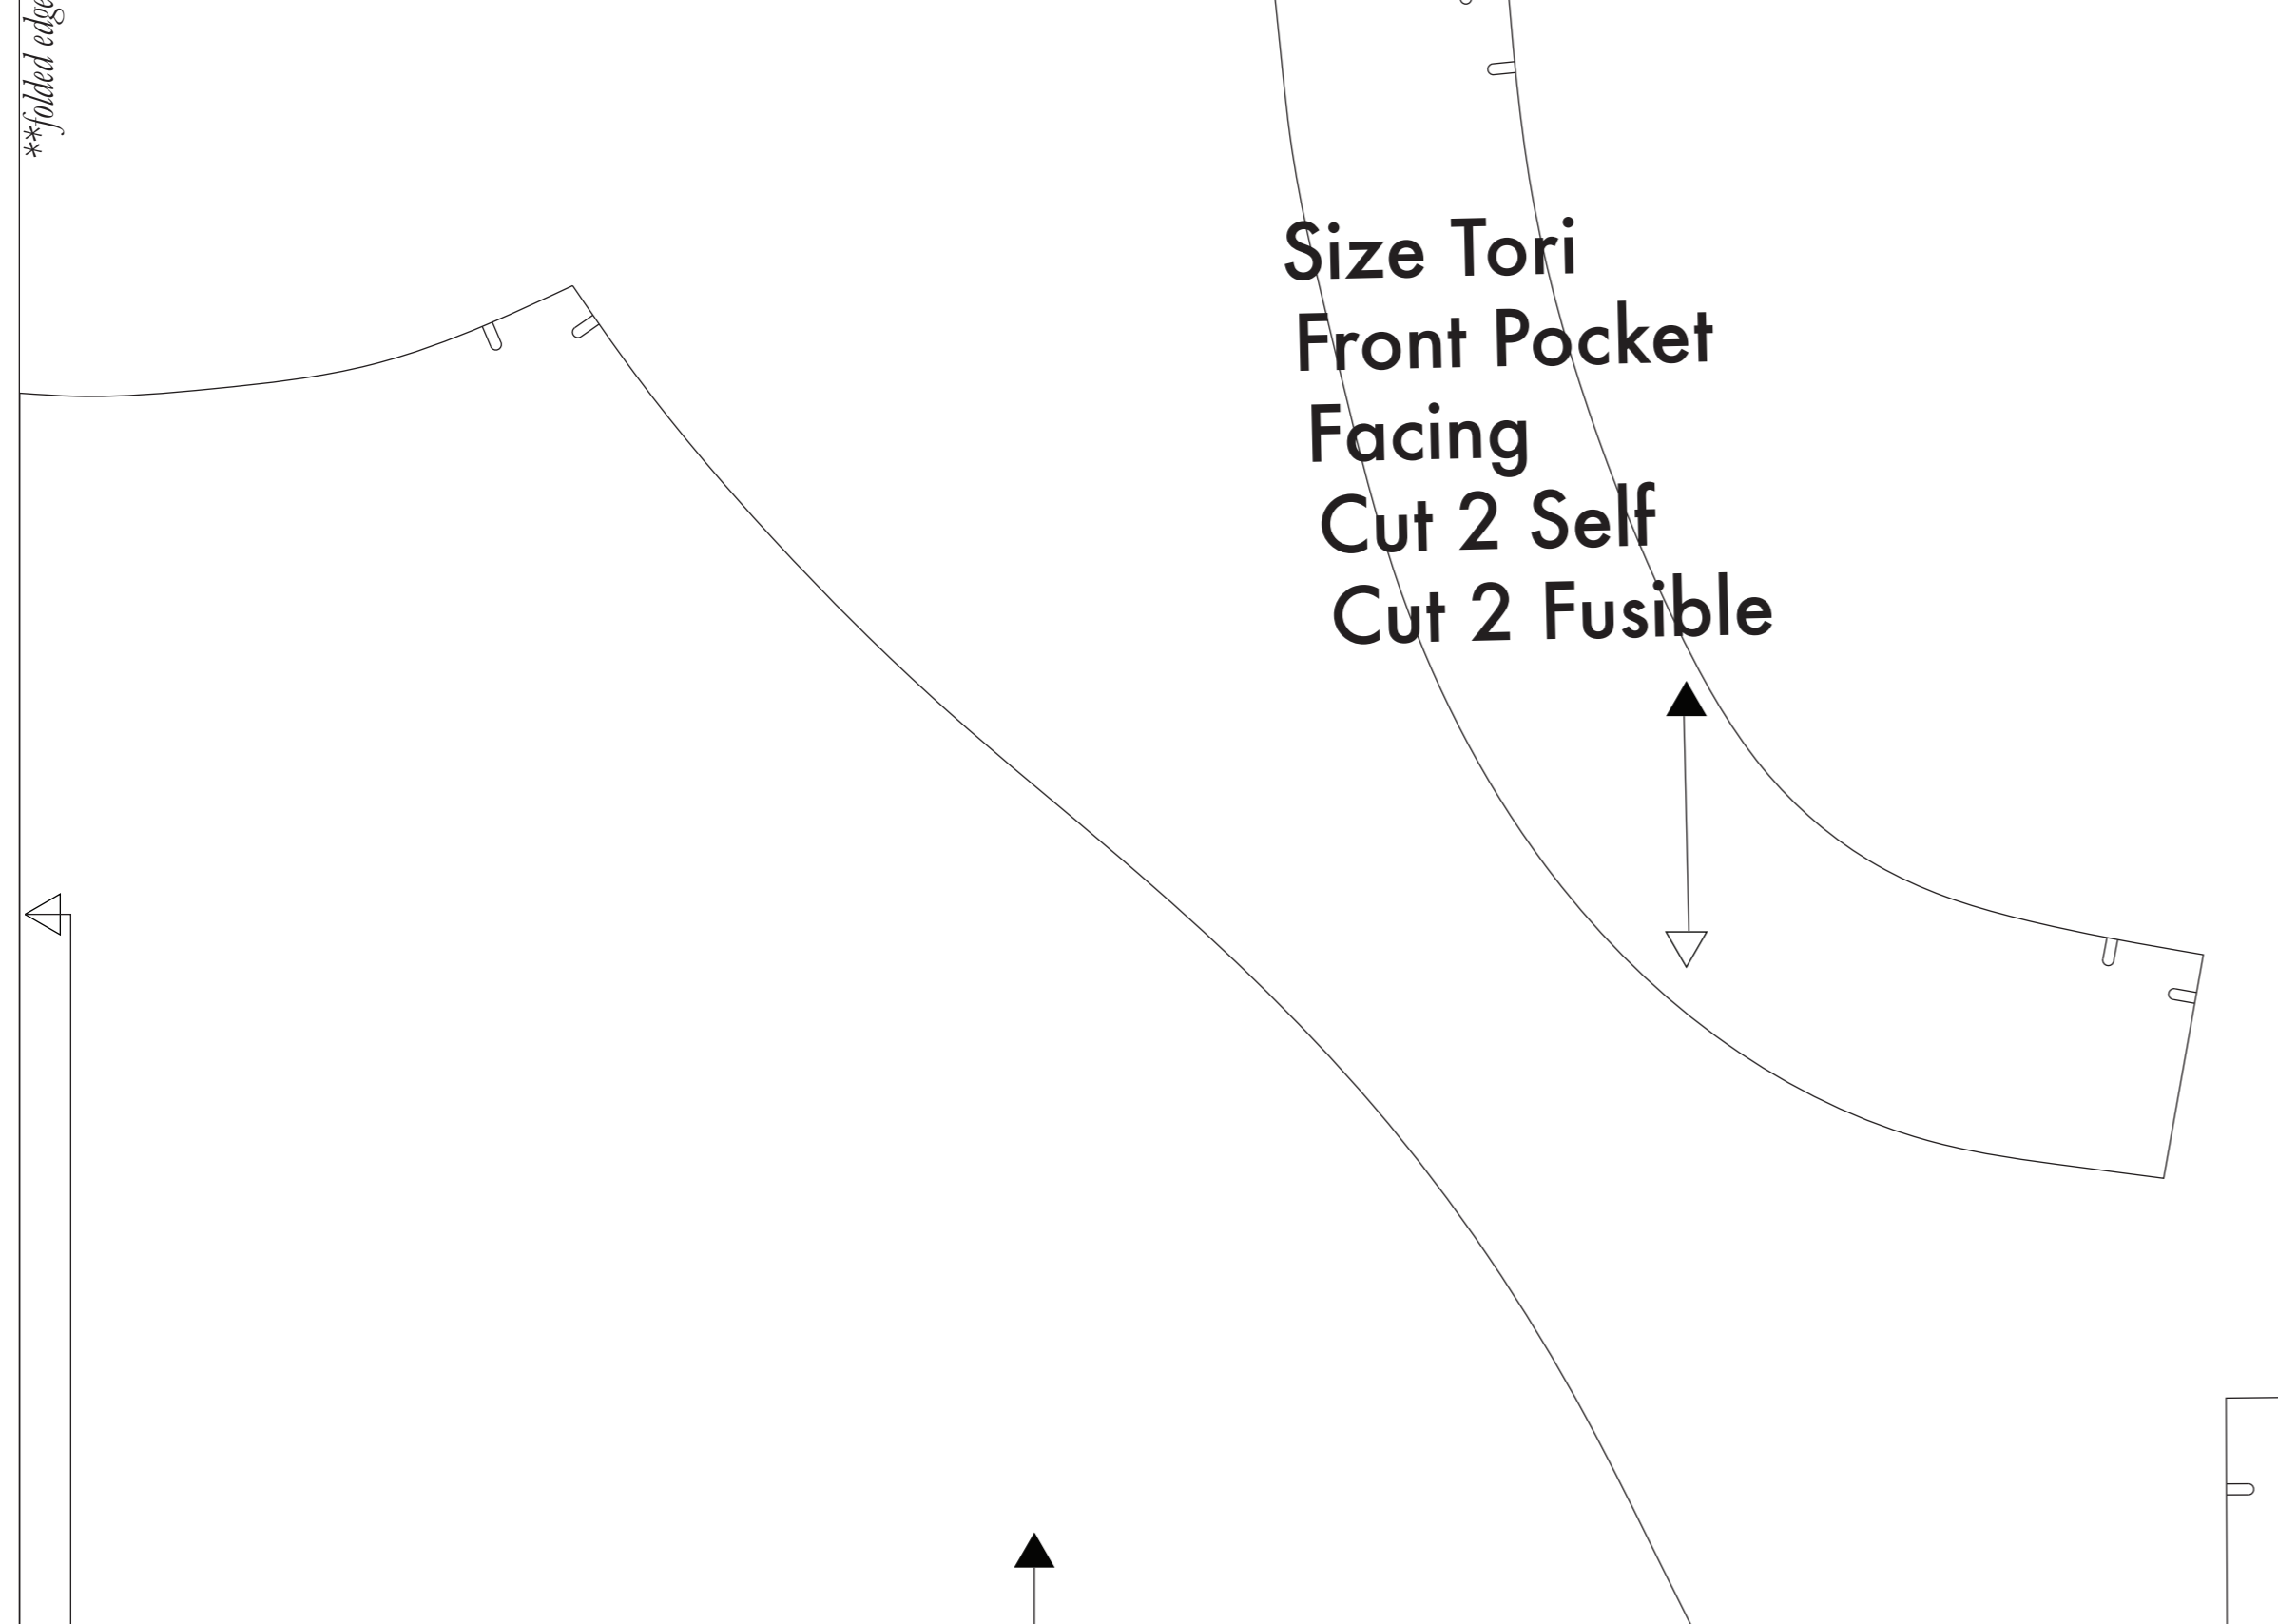 **folded edge
Size Tori
Front Pocket
Facing
Cut 2 Self
Cut 2 Fusible